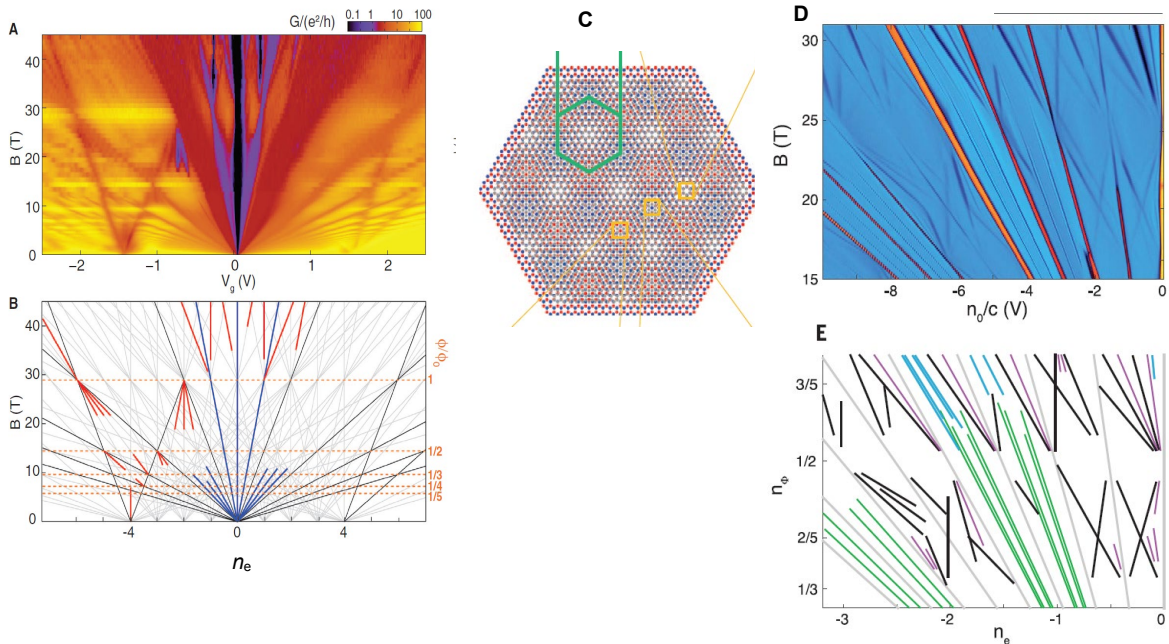 A
G/(e²/h)
0.1 1 10 100
B (T)
40
30
20
10
0
−2 −1 0 1 2
V_g (V)
B
B (T)
40
30
20
10
0
-4 0 4
n_e
ϕ/ϕ₀
1
1/2
1/3
1/4
1/5
C
D
B (T)
30
25
20
15
-8 -6 -4 -2 0
n₀/c (V)
E
n_Φ
3/5
1/2
2/5
1/3
-3 -2 -1 0
n_e